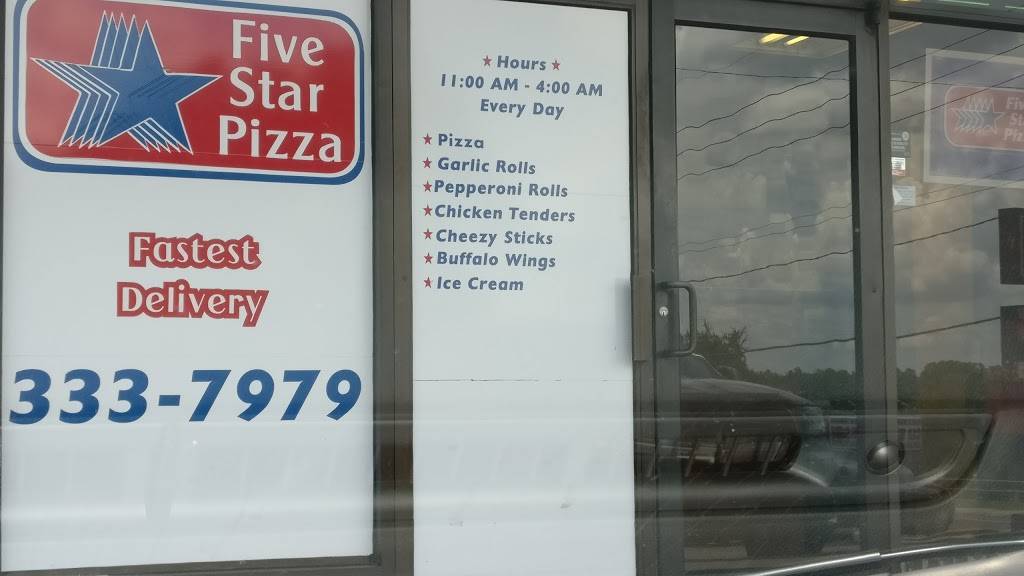 Five
Star
Pizza
Fastest
Delivery
333-7979
Hours
11:00 AM - 4:00 AM
Every Day
Pizza
Garlic Rolls
Pepperoni Rolls
Chicken Tenders
Cheezy Sticks
Buffalo Wings
Ice Cream